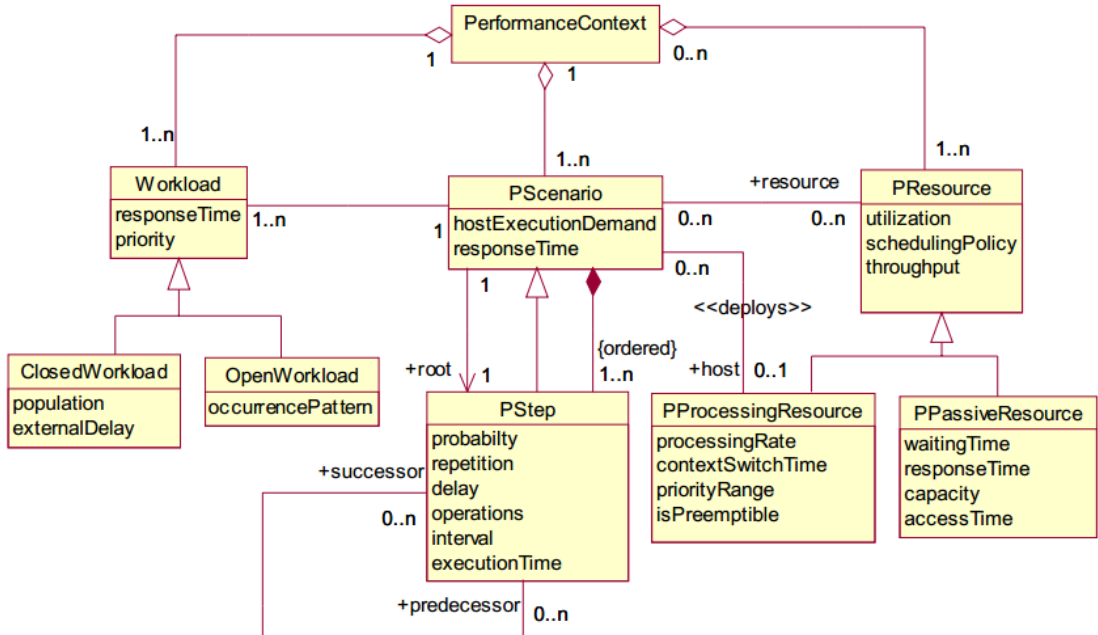 PerformanceContext
1
1
0..n
1..n
1..n
1..n
Workload
responseTime
priority
1..n
1
PScenario
hostExecutionDemand
responseTime
+resource
0..n
0..n
PResource
utilization
schedulingPolicy
throughput
1
0..n
<<deploys>>
{ordered}
+root
1
1..n
+host
0..1
ClosedWorkload
population
externalDelay
OpenWorkload
occurrencePattern
PStep
probabilty
repetition
delay
operations
interval
executionTime
PProcessingResource
processingRate
contextSwitchTime
priorityRange
isPreemptible
PPassiveResource
waitingTime
responseTime
capacity
accessTime
+successor
0..n
+predecessor
0..n